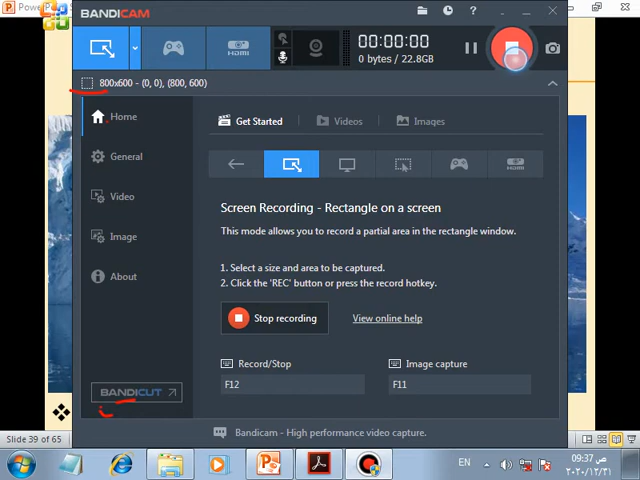 Power
BANDICAM
HDMI
00:00:00
0 bytes / 22.8GB
800x600 - (0, 0), (800, 600)
Home
General
Video
Image
About
BANDICUT
Get Started
Videos
Images
HDMI
Screen Recording - Rectangle on a screen
This mode allows you to record a partial area in the rectangle window.
1. Select a size and area to be captured.
2. Click the 'REC' button or press the record hotkey.
Stop recording
View online help
Record/Stop
Image capture
F12
F11
Bandicam - High performance video capture.
Slide 39 of 65
EN
09:37 ص
٢٠٢٠/١٢/٣١